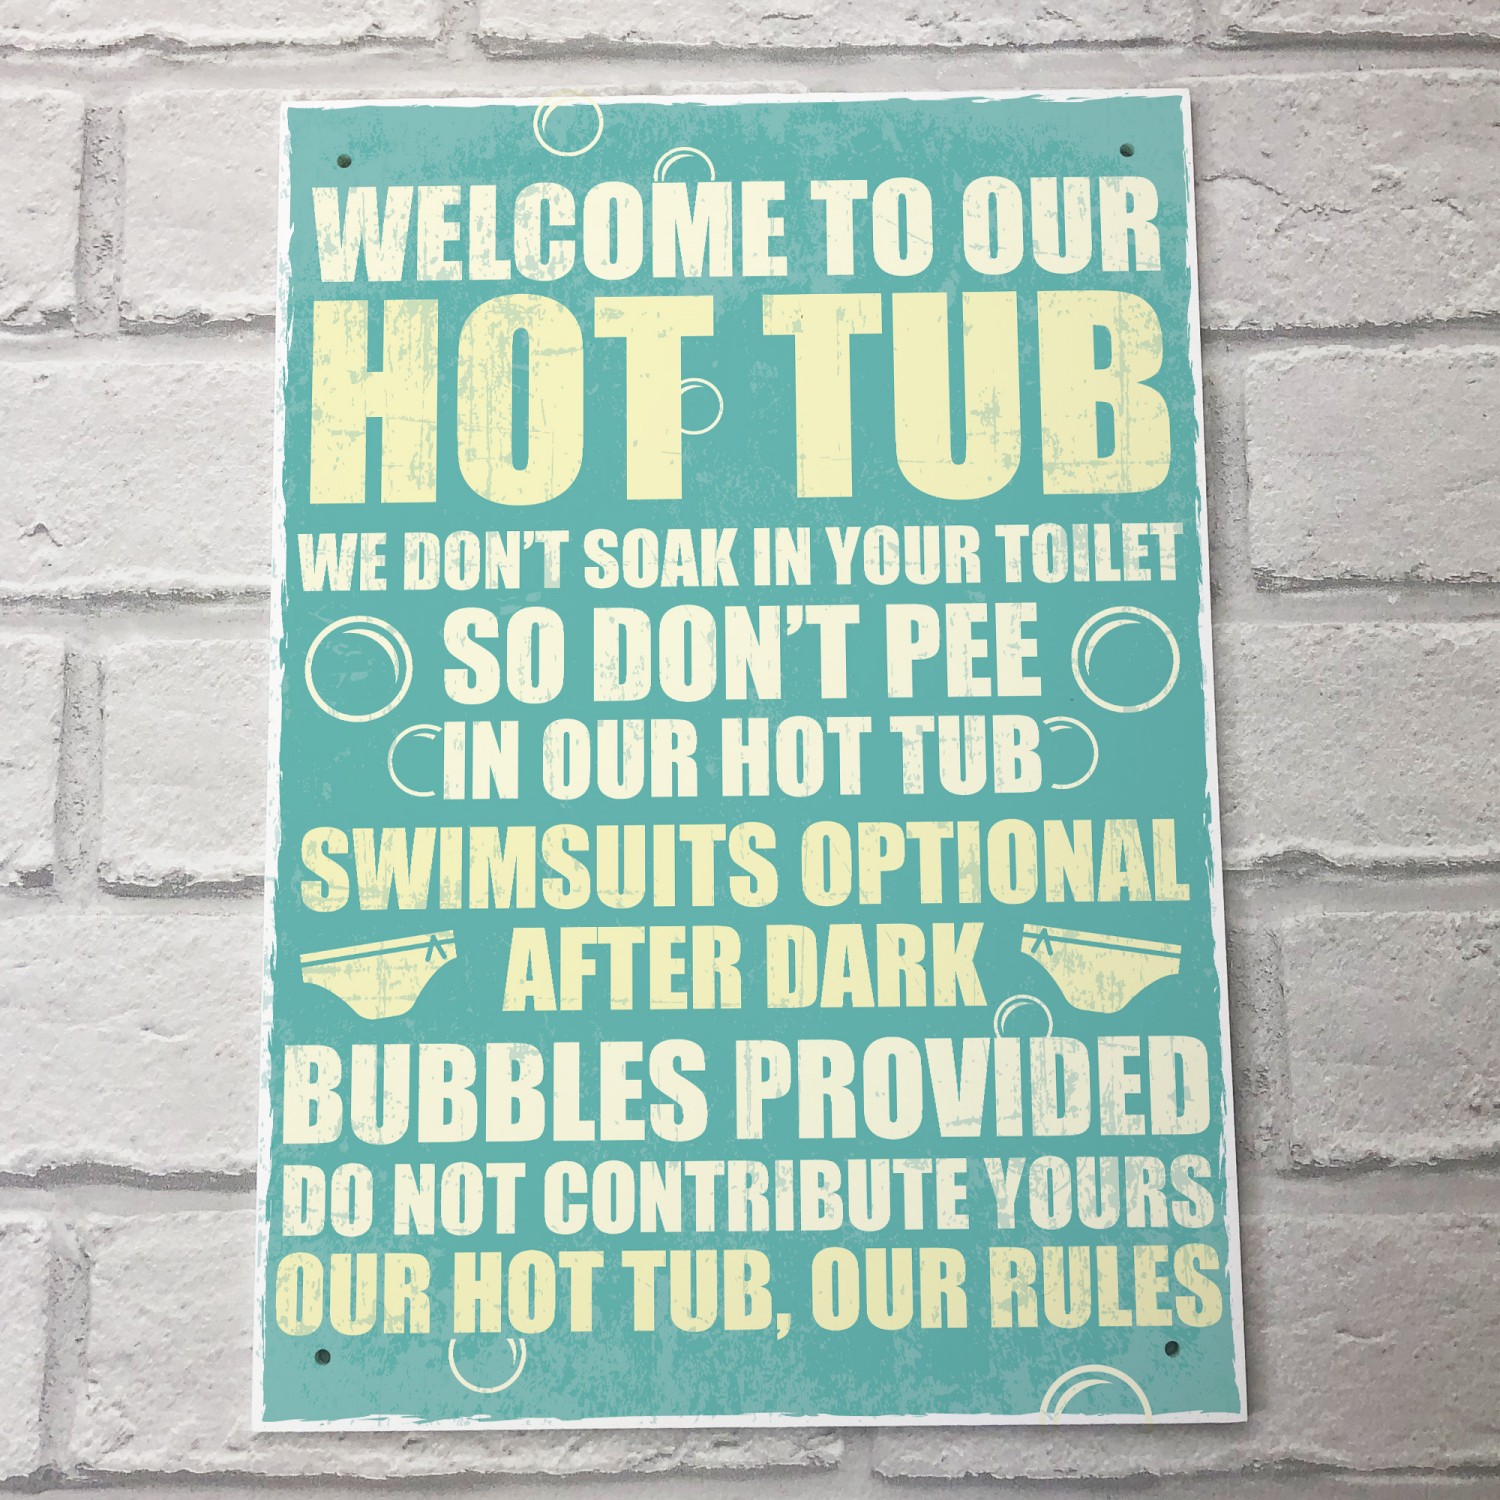 WELCOME TO OUR
HOT TUB
WE DON'T SOAK IN YOUR TOILET
SO DON'T PEE
IN OUR HOT TUB
SWIMSUITS OPTIONAL
AFTER DARK
BUBBLES PROVIDED
DO NOT CONTRIBUTE YOURS
OUR HOT TUB, OUR RULES